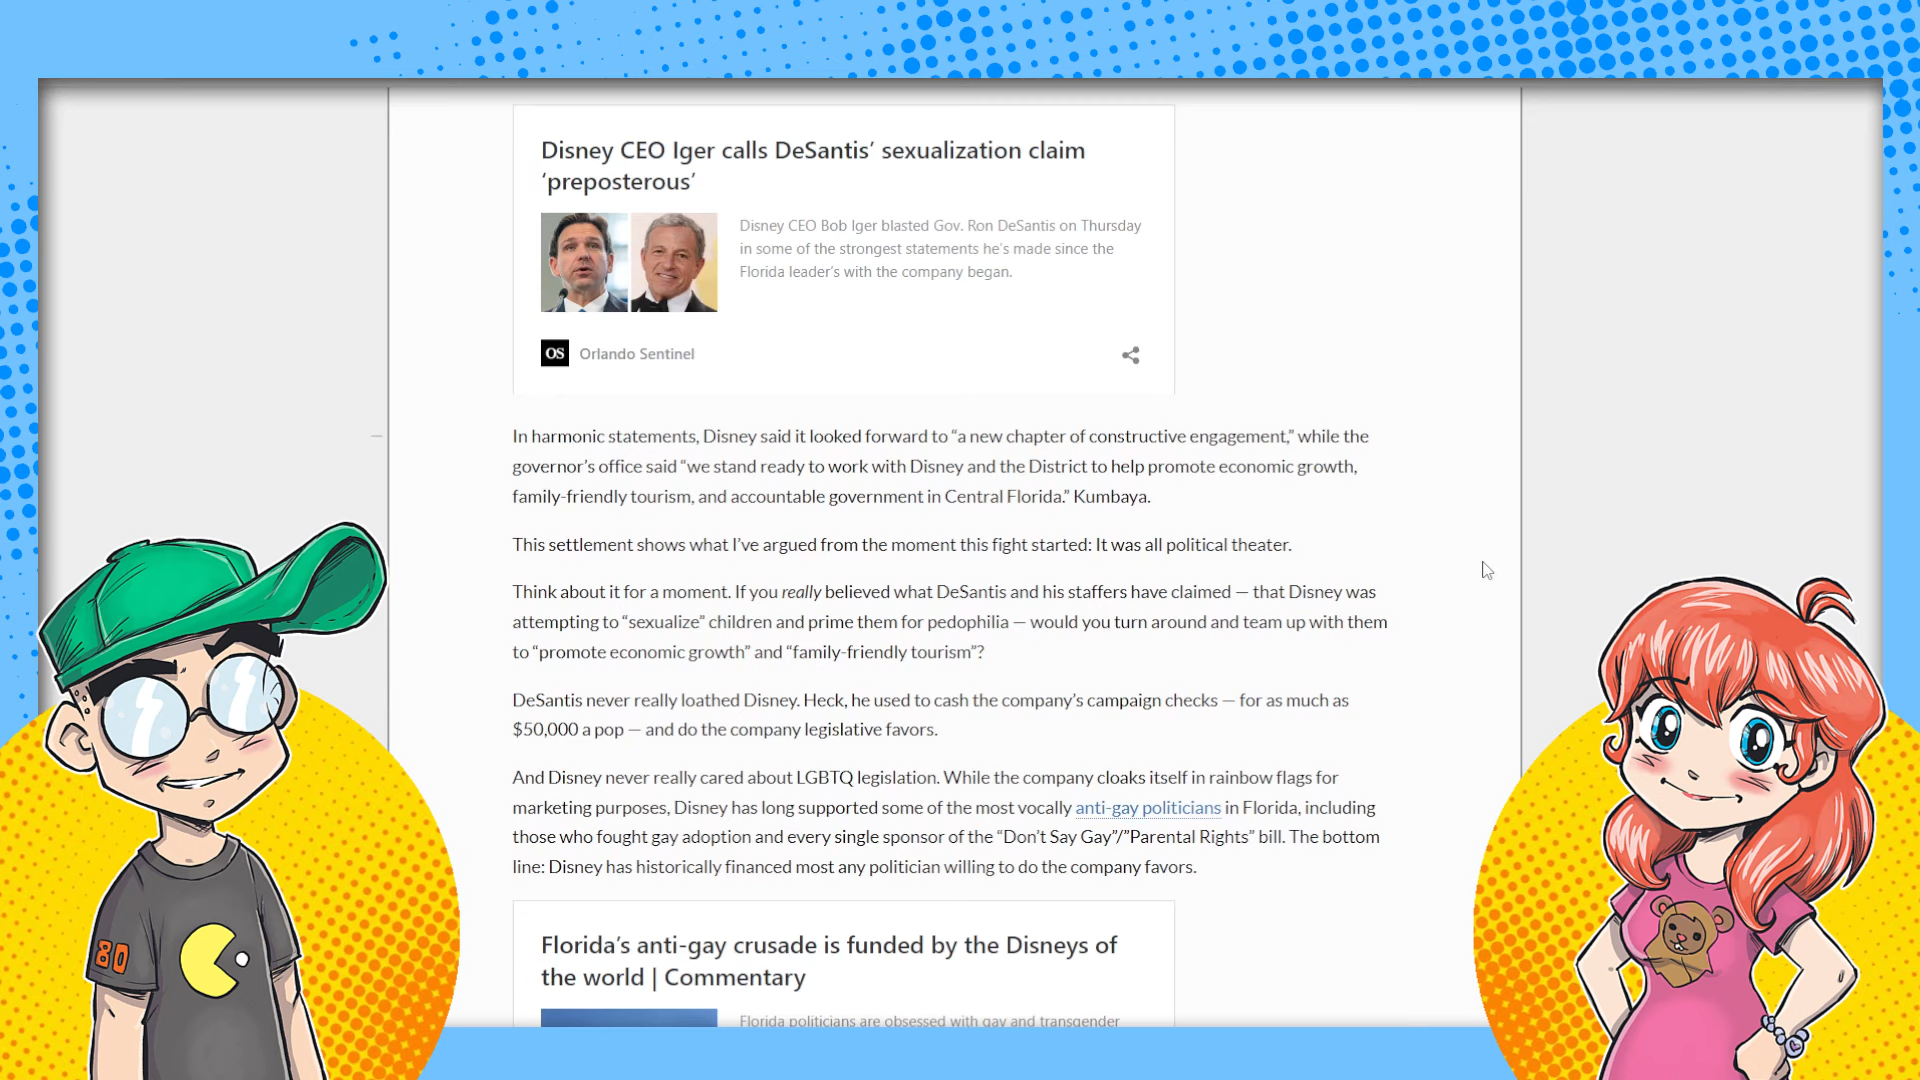 Disney CEO Iger calls DeSantis’ sexualization claim
‘preposterous’
Disney CEO Bob Iger blasted Gov. Ron DeSantis on Thursday
in some of the strongest statements he’s made since the
Florida leader’s with the company began.
OS Orlando Sentinel
In harmonic statements, Disney said it looked forward to “a new chapter of constructive engagement,” while the
governor’s office said “we stand ready to work with Disney and the District to help promote economic growth,
family-friendly tourism, and accountable government in Central Florida.” Kumbaya.
This settlement shows what I’ve argued from the moment this fight started: It was all political theater.
Think about it for a moment. If you really believed what DeSantis and his staffers have claimed — that Disney was
attempting to “sexualize” children and prime them for pedophilia — would you turn around and team up with them
to “promote economic growth” and “family-friendly tourism”?
DeSantis never really loathed Disney. Heck, he used to cash the company’s campaign checks — for as much as
$50,000 a pop — and do the company legislative favors.
And Disney never really cared about LGBTQ legislation. While the company cloaks itself in rainbow flags for
marketing purposes, Disney has long supported some of the most vocally anti-gay politicians in Florida, including
those who fought gay adoption and every single sponsor of the “Don’t Say Gay”/”Parental Rights” bill. The bottom
line: Disney has historically financed most any politician willing to do the company favors.
Florida’s anti-gay crusade is funded by the Disneys of
the world | Commentary
Florida politicians are obsessed with gay and transgender
80